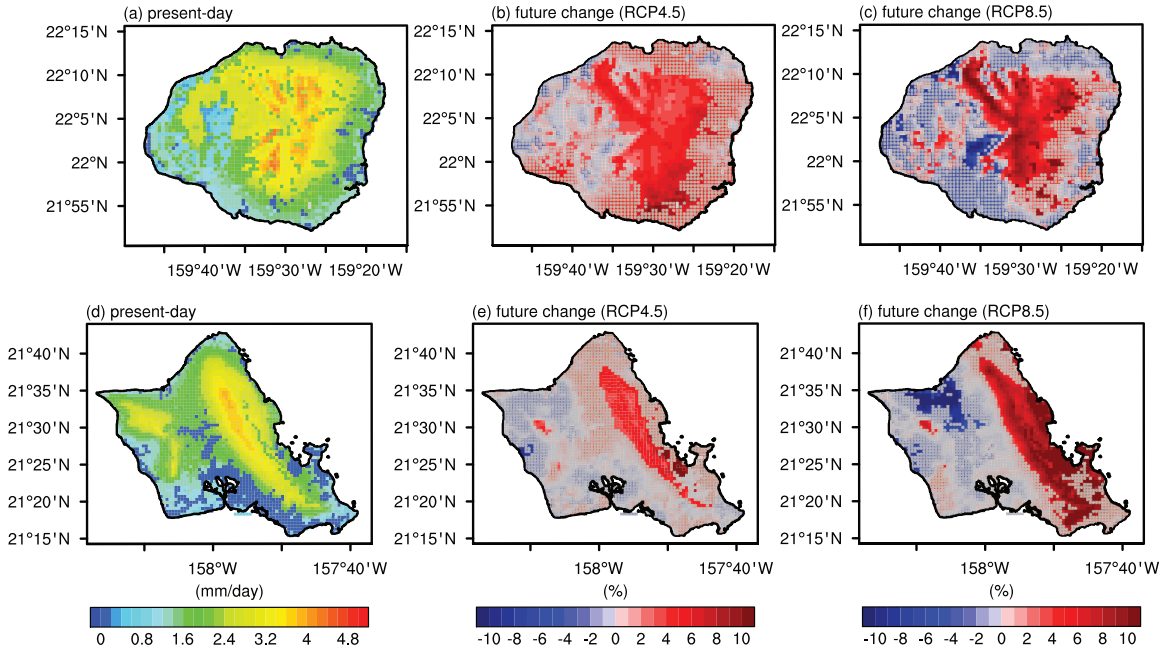 (a) present-day (b) future change (RCP4.5) (c) future change (RCP8.5)
22°15'N 22°15'N 22°15'N
22°10'N 22°10'N 22°10'N
22°5'N 22°5'N 22°5'N
22°N 22°N 22°N
21°55'N 21°55'N 21°55'N
159°40'W 159°30'W 159°20'W 159°40'W 159°30'W 159°20'W 159°40'W 159°30'W 159°20'W
(d) present-day (e) future change (RCP4.5) (f) future change (RCP8.5)
21°40'N 21°40'N 21°40'N
21°35'N 21°35'N 21°35'N
21°30'N 21°30'N 21°30'N
21°25'N 21°25'N 21°25'N
21°20'N 21°20'N 21°20'N
21°15'N 21°15'N 21°15'N
158°W 157°40'W 158°W 157°40'W 158°W 157°40'W
(mm/day) (%) (%)
0 0.8 1.6 2.4 3.2 4.8 -10 -8 -6 -4 -2 0 2 4 6 8 10 -10 -8 -6 -4 -2 0 2 4 6 8 10